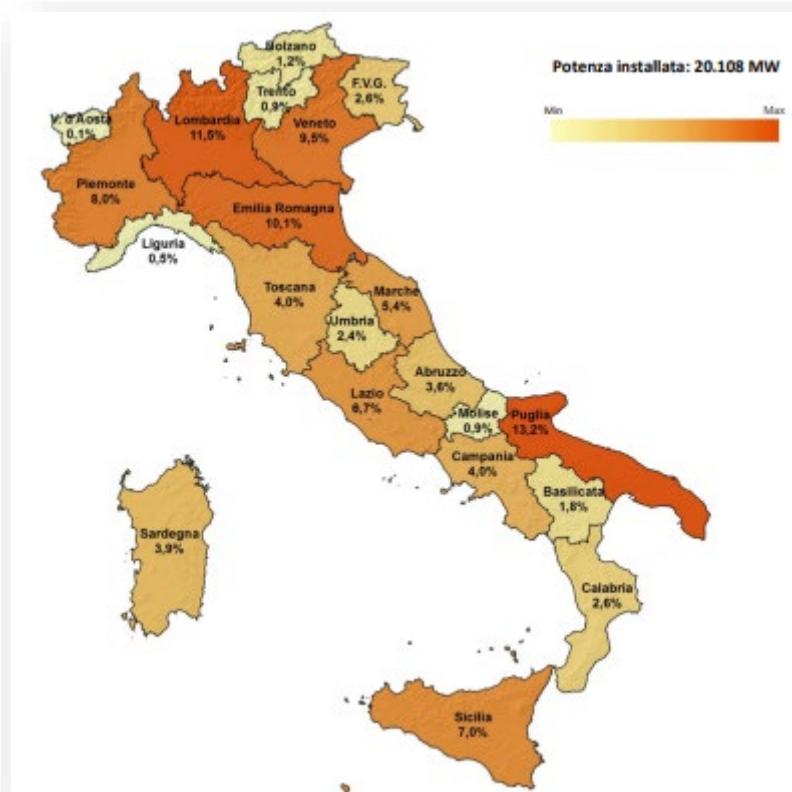 Bolzano
1,2%
Potenza installata: 20.108 MW
F.V.G.
2,6%
Trento
0,9%
Min
Max
V. d'Aosta
0,1%
Lombardia
11,5%
Veneto
9,5%
Piemonte
8,0%
Emilia Romagna
10,1%
Liguria
0,5%
Toscana
4,0%
Marche
5,4%
Umbria
2,4%
Abruzzo
3,6%
Lazio
6,7%
Molise
0,9%
Puglia
13,2%
Campania
4,0%
Basilicata
1,8%
Sardegna
3,9%
Calabria
2,6%
Sicilia
7,0%